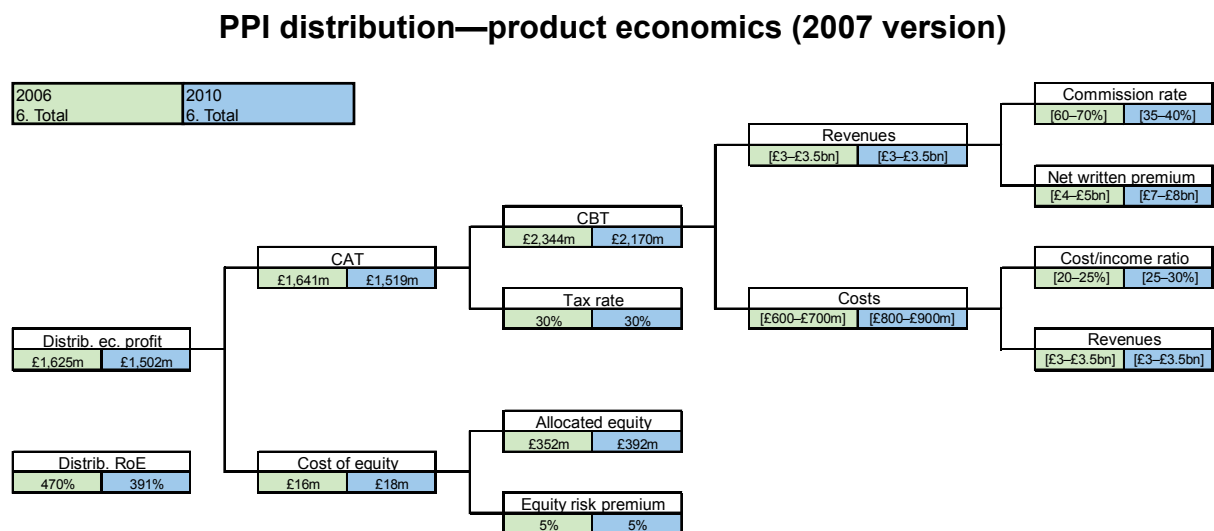 PPI distribution—product economics (2007 version)
2006 2010
6. Total 6. Total
Commission rate
[60–70%] [35–40%]
Revenues
[£3–£3.5bn] [£3–£3.5bn]
Net written premium
[£4–£5bn] [£7–£8bn]
CBT
£2,344m £2,170m
CAT
£1,641m £1,519m
Cost/income ratio
[20–25%] [25–30%]
Tax rate
30% 30%
Costs
[£600–£700m] [£800–£900m]
Distrib. ec. profit
£1,625m £1,502m
Revenues
[£3–£3.5bn] [£3–£3.5bn]
Allocated equity
£352m £392m
Distrib. RoE
470% 391%
Cost of equity
£16m £18m
Equity risk premium
5% 5%